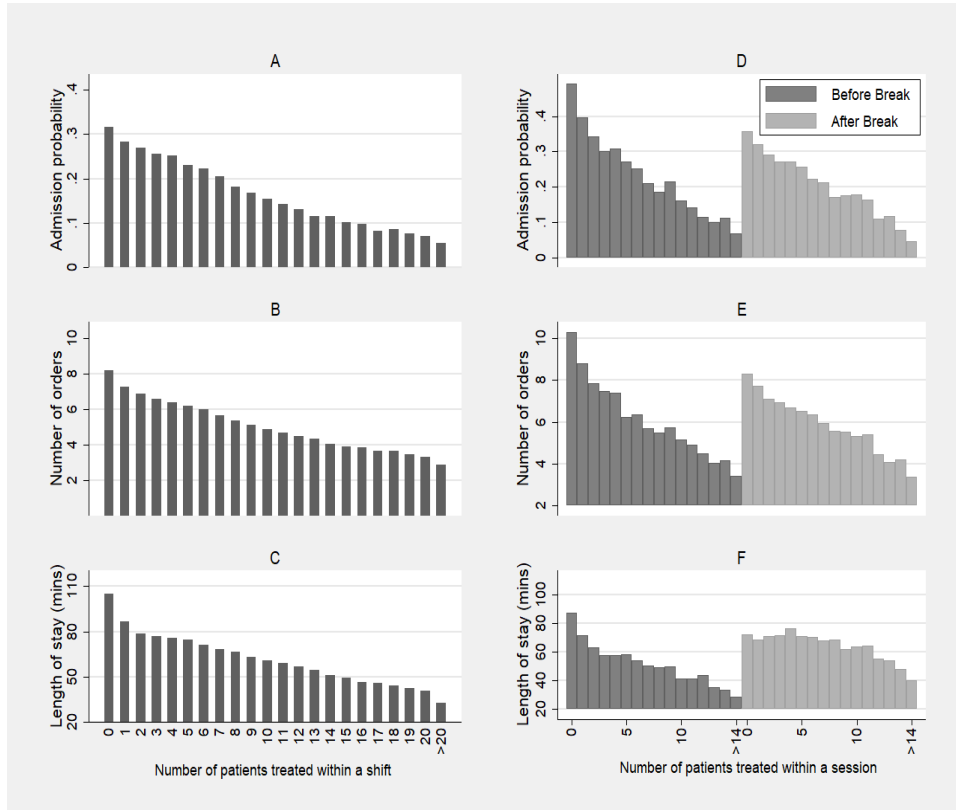 A
Admission probability
.4
.3
.2
.1
0
B
Number of orders
10
8
6
4
2
C
Length of stay (mins)
110
80
50
20
0 1 2 3 4 5 6 7 8 9 10 11 12 13 14 15 16 17 18 19 20 >20
Number of patients treated within a shift
D
Before Break
After Break
Admission probability
.4
.3
.2
.1
0
E
Number of orders
10
8
6
4
2
F
Length of stay (mins)
100
80
60
40
20
0 5 10 >14 0 5 10 >14
Number of patients treated within a session